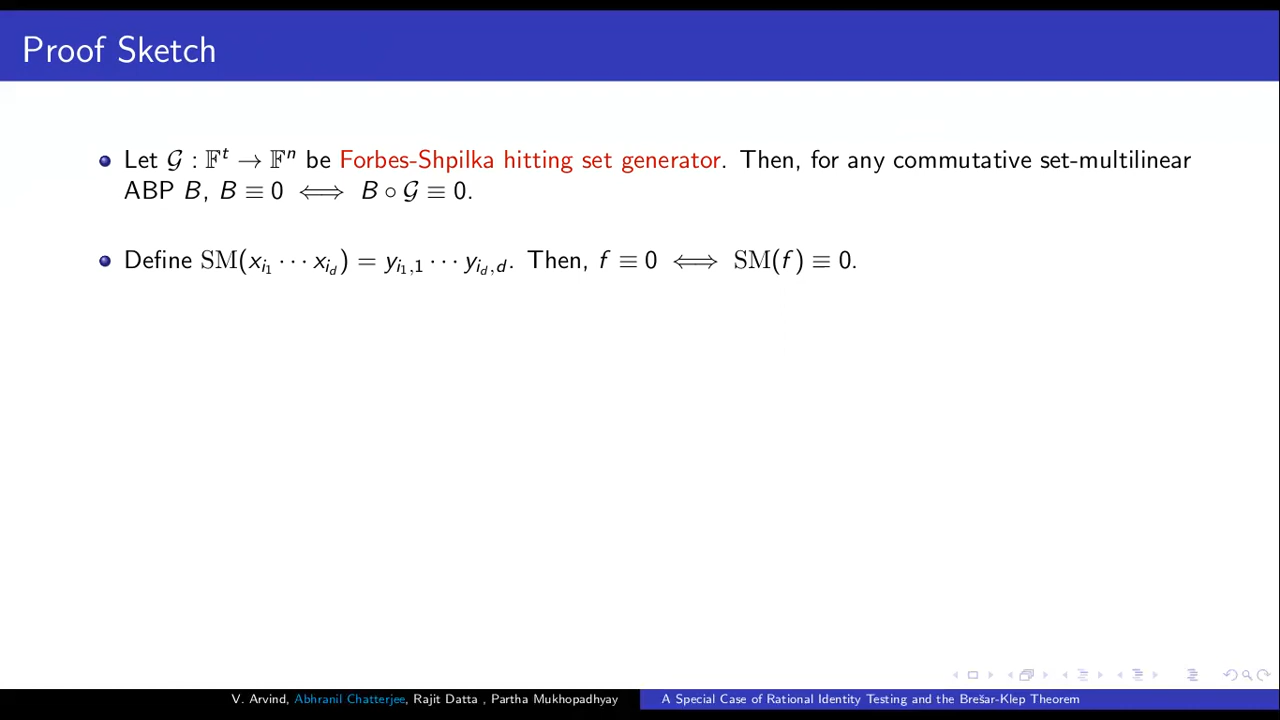 Proof Sketch
Let 𝒢 : 𝔽ᵗ → 𝔽ⁿ be Forbes-Shpilka hitting set generator. Then, for any commutative set-multilinear
ABP B, B ≡ 0 ⟺ B ∘ 𝒢 ≡ 0.
Define SM(x_{i_1} ··· x_{i_d}) = y_{i_1,1} ··· y_{i_d,d}. Then, f ≡ 0 ⟺ SM(f) ≡ 0.
V. Arvind, Abhranil Chatterjee, Rajit Datta , Partha Mukhopadhyay
A Special Case of Rational Identity Testing and the Brešar-Klep Theorem